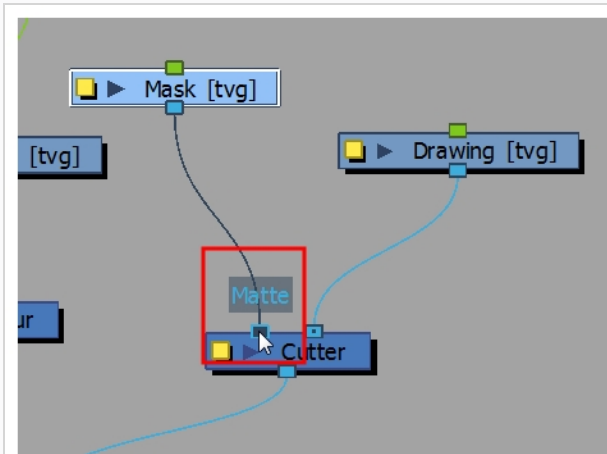 Mask [tvg]
[tvg]
Drawing [tvg]
Matte
ur
Cutter